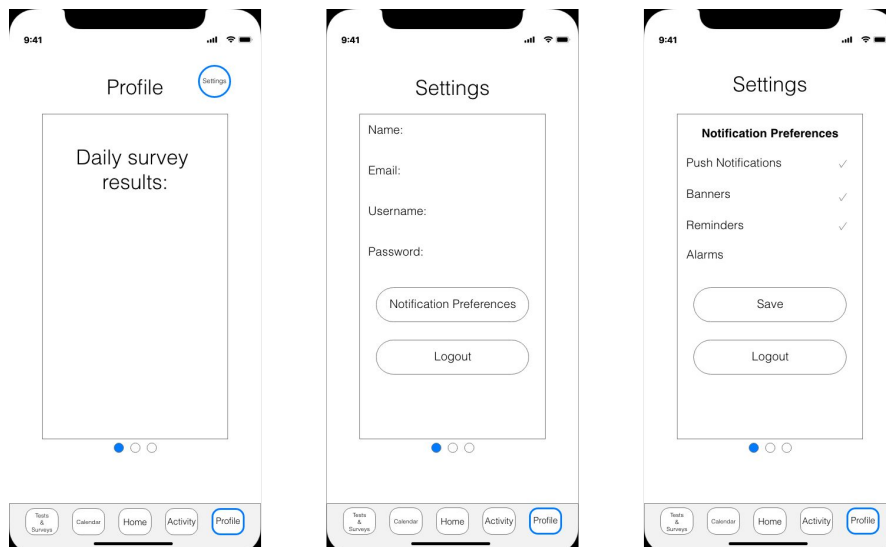 9:41
Profile
Settings
Daily survey
results:
Tests
&
Surveys
Calendar
Home
Activity
Profile
9:41
Settings
Name:
Email:
Username:
Password:
Notification Preferences
Logout
Tests
&
Surveys
Calendar
Home
Activity
Profile
9:41
Settings
Notification Preferences
Push Notifications
Banners
Reminders
Alarms
Save
Logout
Tests
&
Surveys
Calendar
Home
Activity
Profile